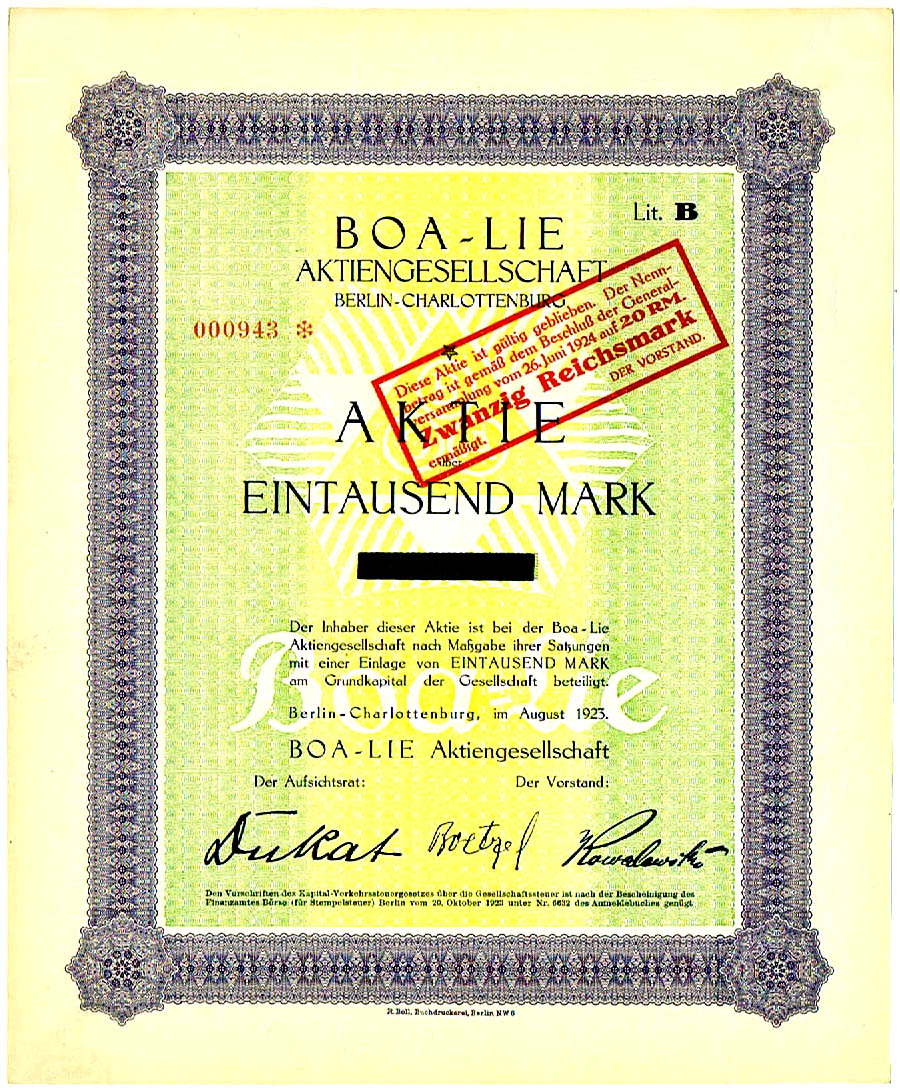 Lit. B
BOA-LIE
AKTIENGESELLSCHAFT
BERLIN-CHARLOTTENBURG
000943 *
Diese Aktie ist gültig geblieben. Der Nenn-
betrag ist gemäß dem Beschluß der General-
versammlung vom 26. Juni 1924 auf 20 RM.
Zwanzig Reichsmark
ermäßigt.
DER VORSTAND.
AKTIE
über
EINTAUSEND MARK
Der Inhaber dieser Aktie ist bei der Boa-Lie
Aktiengesellschaft nach Maßgabe ihrer Satzungen
mit einer Einlage von EINTAUSEND MARK
am Grundkapital der Gesellschaft beteiligt.
Boa-Lie
Berlin-Charlottenburg, im August 1923.
BOA-LIE Aktiengesellschaft
Der Aufsichtsrat: Der Vorstand:
Dukat Boetzel Kowalewski
Den Vorschriften des Kapital-Verkehrssteuergesetzes über die Gesellschaftssteuer ist nach der Bescheinigung des
Finanzamtes Börse (für Stempelsteuer) Berlin vom 20. Oktober 1923 unter Nr. 6632 des Anmeldebuches genügt
R. Boll, Buchdruckerei, Berlin NW 6